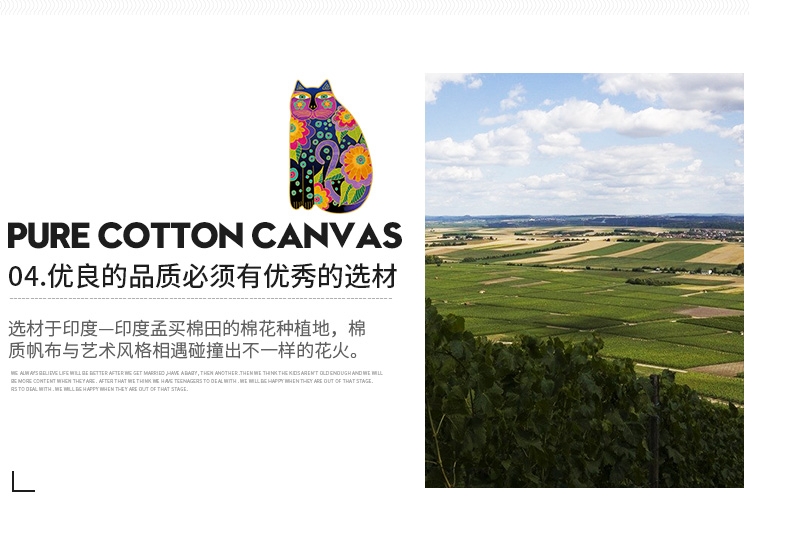 PURE COTTON CANVAS
04.优良的品质必须有优秀的选材
选材于印度—印度孟买棉田的棉花种植地，棉
质帆布与艺术风格相遇碰撞出不一样的花火。
WE ALWAYS BELIEVE LIFE WILL BE BETTER AFTER WE GET MARRIED ,HAVE A BABY , THEN ANOTHER .THEN WE THINK THE KIDS AREN'T OLD ENOUGH AND WE WILL
BE MORE CONTENT WHEN THEY ARE . AFTER THAT WE THINK WE HAVE TEENAGERS TO DEAL WITH . WE WILL BE HAPPY WHEN THEY ARE OUT OF THAT STAGE.
RS TO DEAL WITH . WE WILL BE HAPPY WHEN THEY ARE OUT OF THAT STAGE.